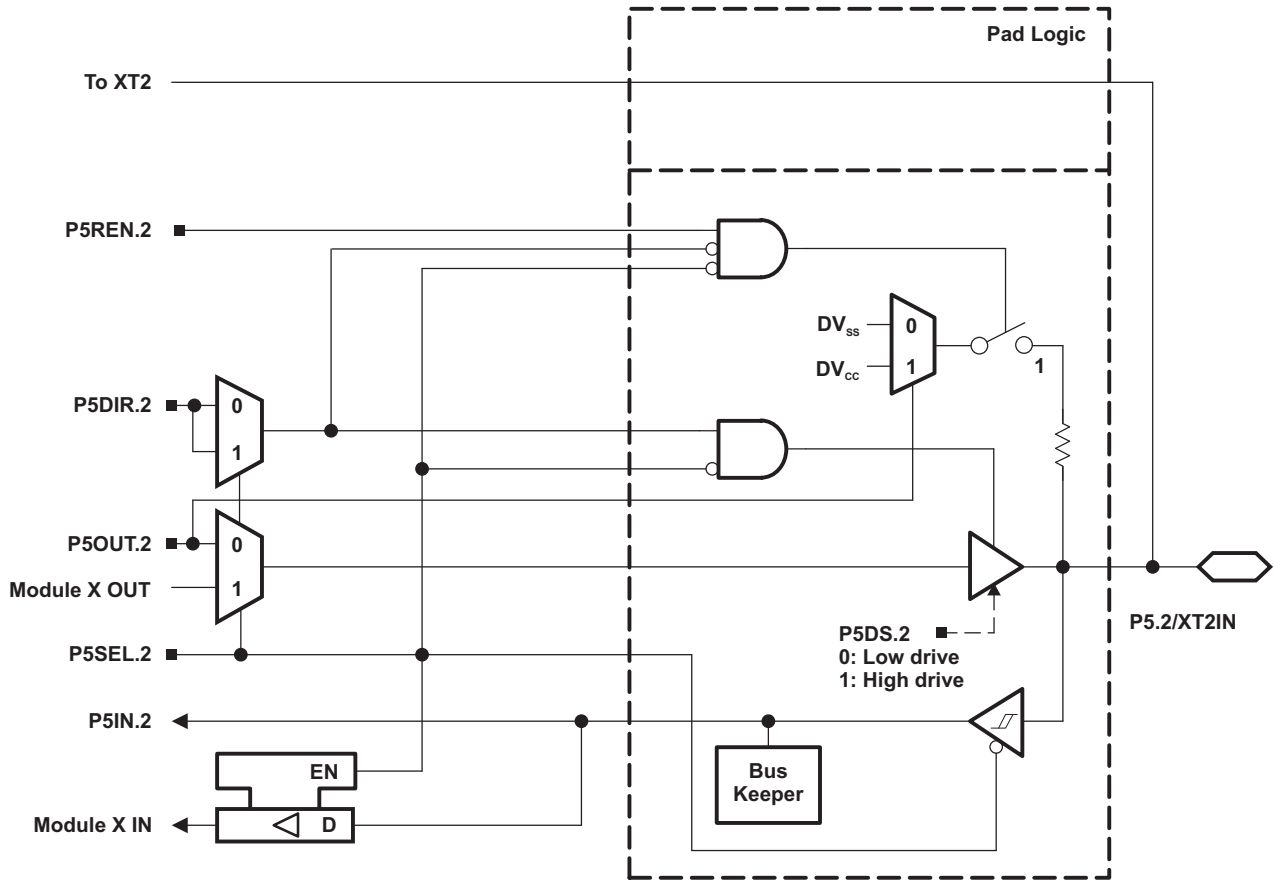 Pad Logic
To XT2
P5REN.2
DVSS
0
DVCC
1
1
P5DIR.2
0
1
P5OUT.2
0
Module X OUT
1
P5DS.2
0: Low drive
1: High drive
P5.2/XT2IN
P5SEL.2
P5IN.2
Bus
Keeper
EN
D
Module X IN